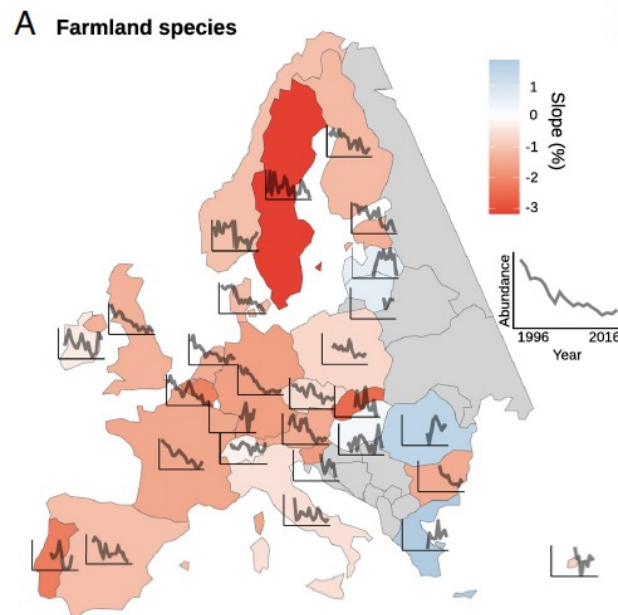 A Farmland species
1
0
-1
-2
-3
Slope (%)
Abundance
1996 2016
Year